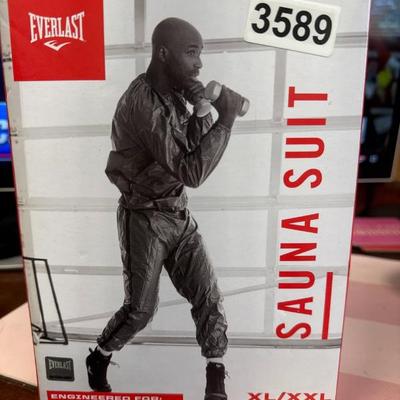 EVERLAST
3589
SAUNA SUIT
EVERLAST
ENGINEERED FOR:
XL/XXL